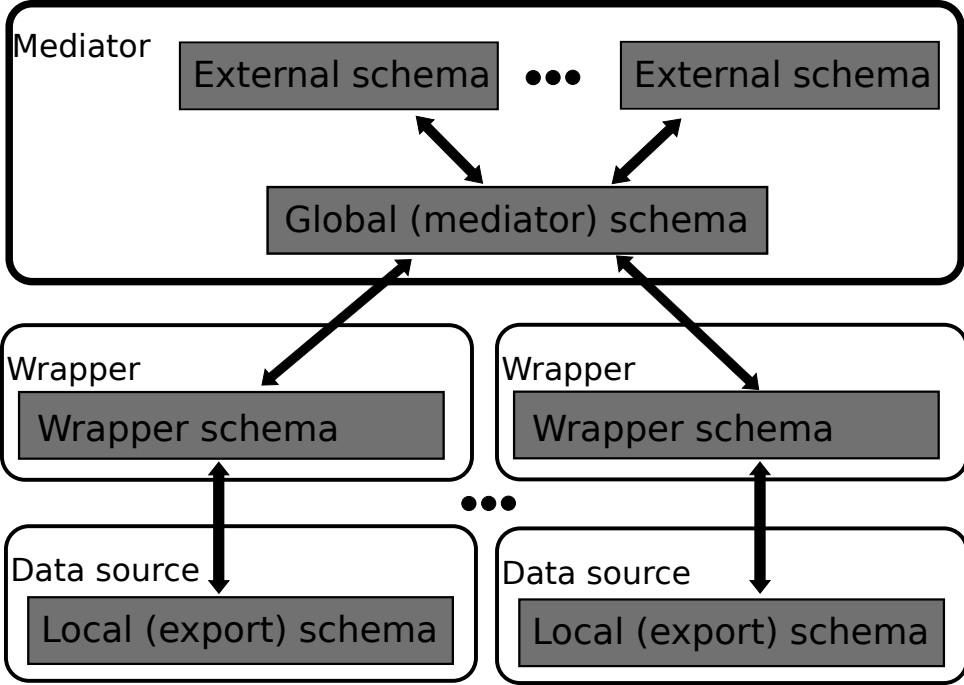 Mediator
External schema
External schema
Global (mediator) schema
Wrapper
Wrapper
Wrapper schema
Wrapper schema
Data source
Data source
Local (export) schema
Local (export) schema